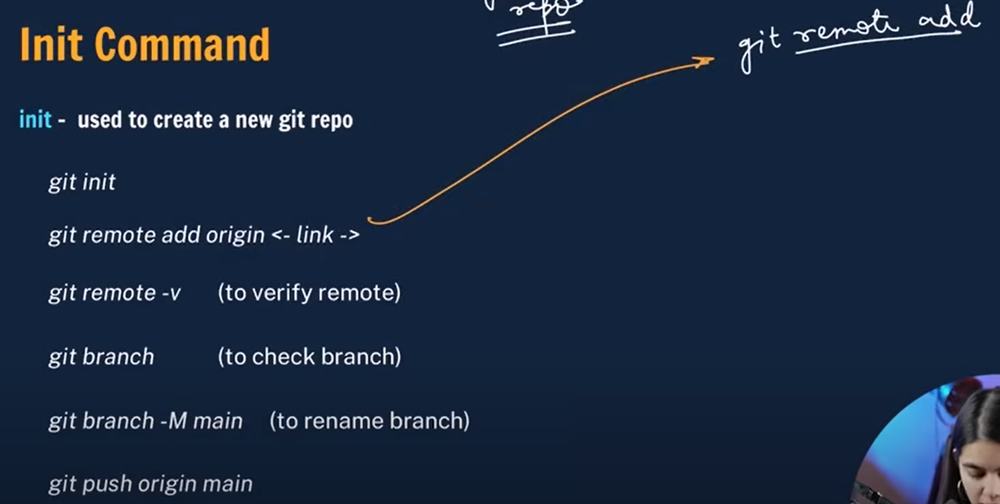 repo
git remote add
Init Command
init - used to create a new git repo
git init
git remote add origin <- link ->
git remote -v (to verify remote)
git branch (to check branch)
git branch -M main (to rename branch)
git push origin main